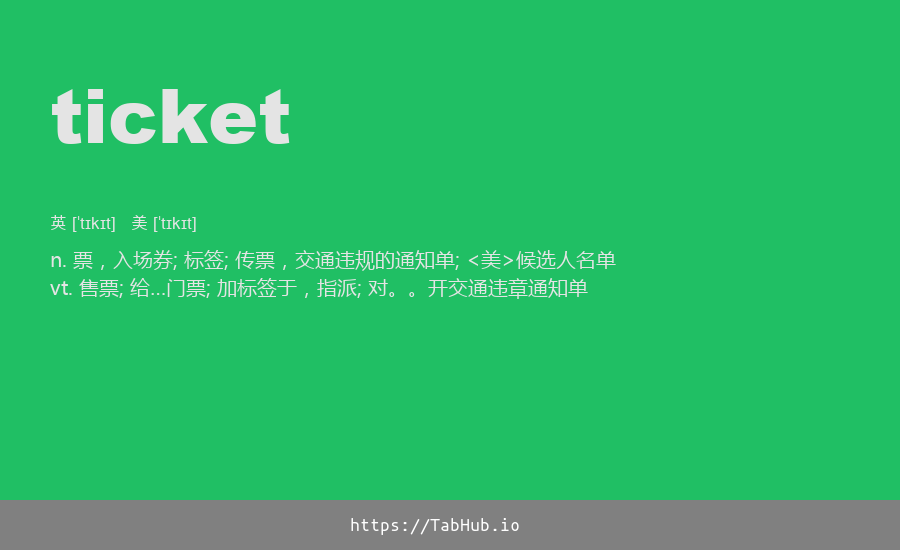 ticket
英 ['tɪkɪt] 美 ['tɪkɪt]
n. 票，入场券; 标签; 传票，交通违规的通知单; <美>候选人名单
vt. 售票; 给…门票; 加标签于，指派; 对。。开交通违章通知单
https://TabHub.io